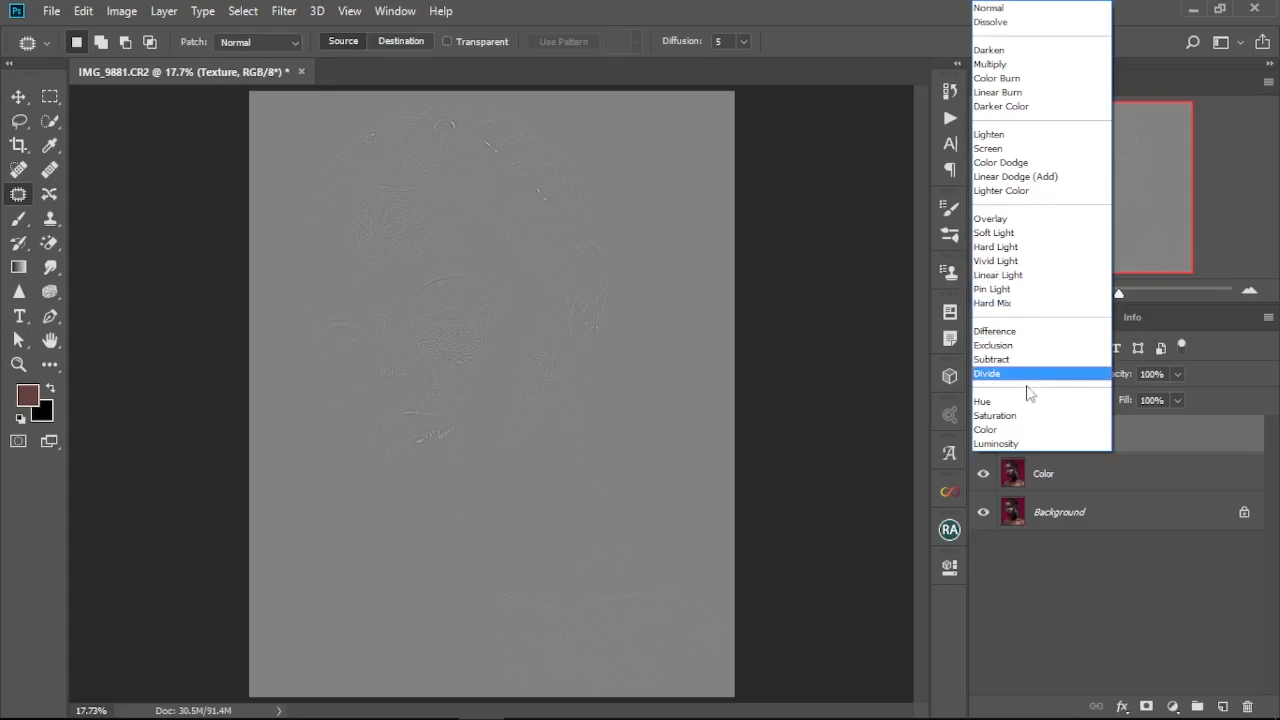 Ps File Edit Image Layer Type Select Filter 3D View Window Help
Patch: Normal Source Destination Transparent Use Pattern Diffusion: 5
IMG_9881.CR2 @ 17.7% (Texture, RGB/8*) *
Normal
Dissolve
Darken
Multiply
Color Burn
Linear Burn
Darker Color
Lighten
Screen
Color Dodge
Linear Dodge (Add)
Lighter Color
Overlay
Soft Light
Hard Light
Vivid Light
Linear Light
Pin Light
Hard Mix
Info
Difference
Exclusion
Subtract
Divide
100%
Hue
Fill: 100%
Saturation
Color
Luminosity
Color
Background
RA
17.73% Doc: 30.5M/91.4M